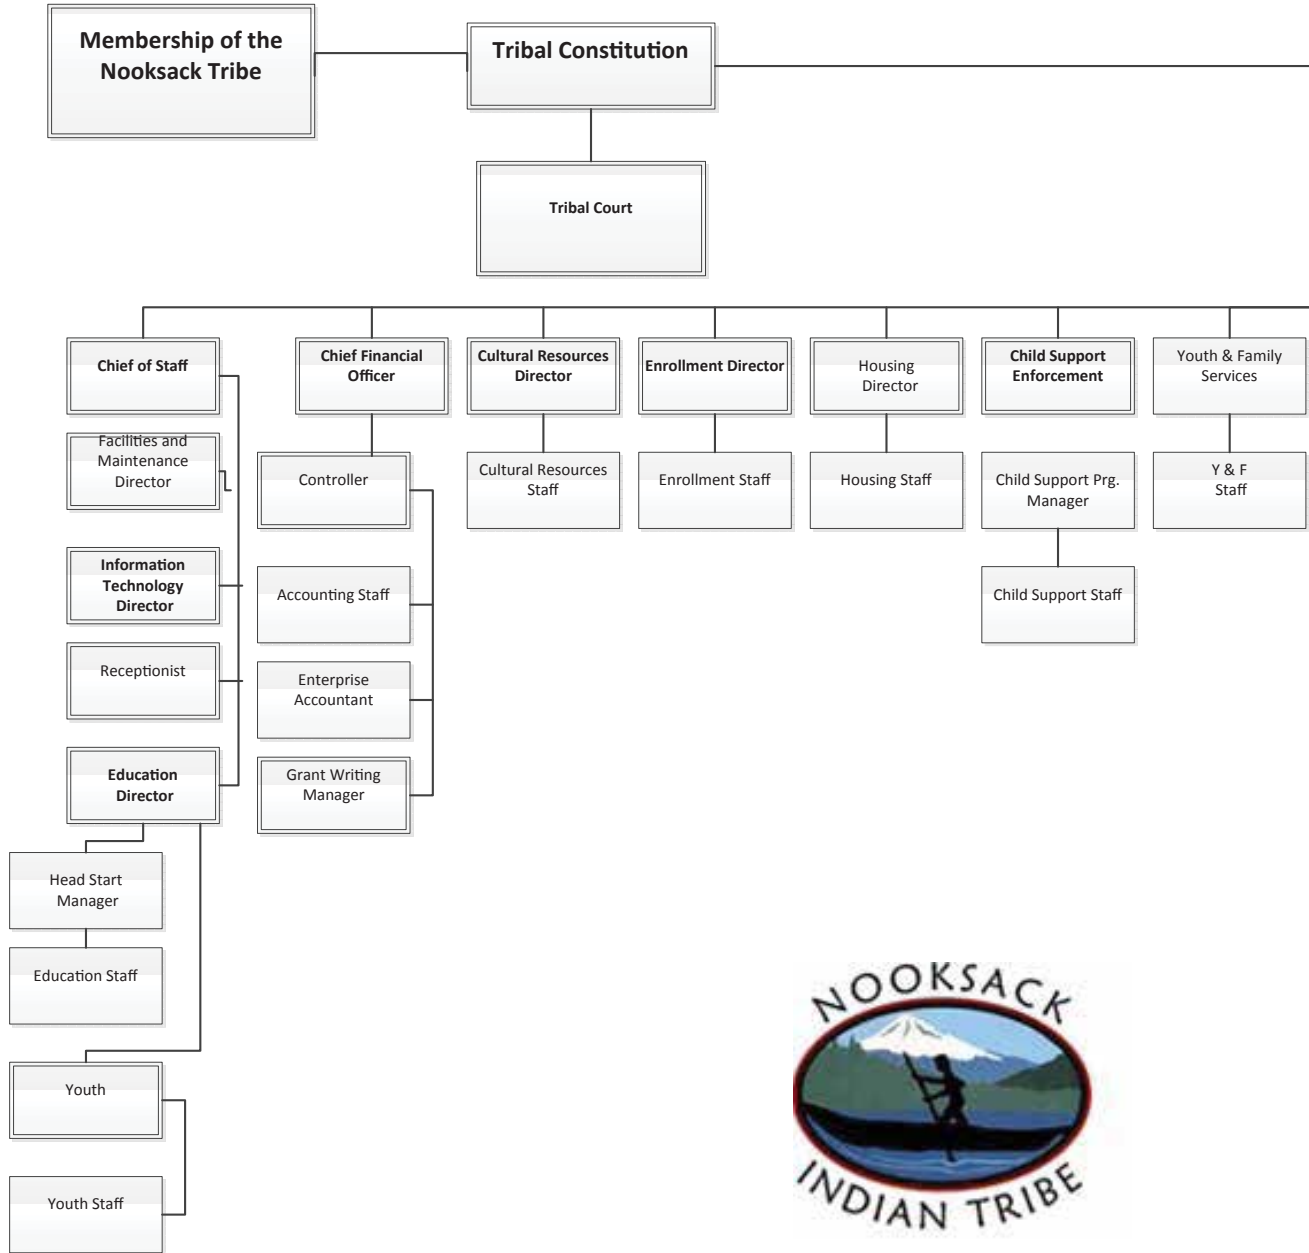 Membership of the
Nooksack Tribe
Tribal Constitution
Tribal Court
Chief of Staff
Chief Financial
Officer
Cultural Resources
Director
Enrollment Director
Housing
Director
Child Support
Enforcement
Youth & Family
Services
Facilities and
Maintenance
Director
Controller
Cultural Resources
Staff
Enrollment Staff
Housing Staff
Child Support Prg.
Manager
Y & F
Staff
Information
Technology
Director
Accounting Staff
Child Support Staff
Receptionist
Enterprise
Accountant
Education
Director
Grant Writing
Manager
Head Start
Manager
Education Staff
Youth
Youth Staff
NOOKSACK
INDIAN TRIBE